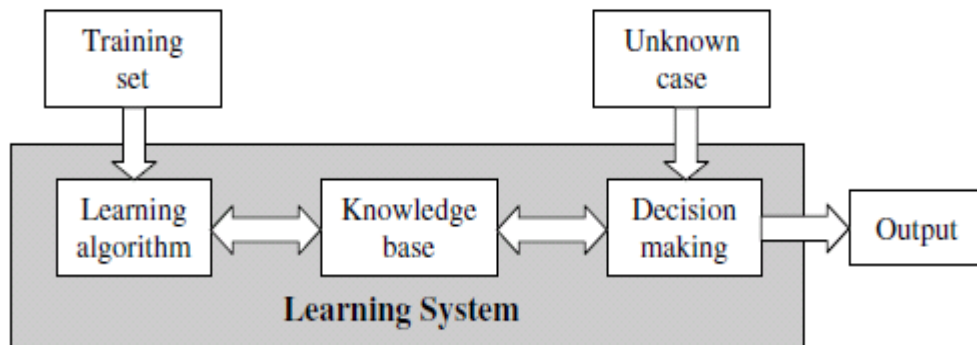 Training
set
Unknown
case
Learning
algorithm
Knowledge
base
Decision
making
Output
Learning System